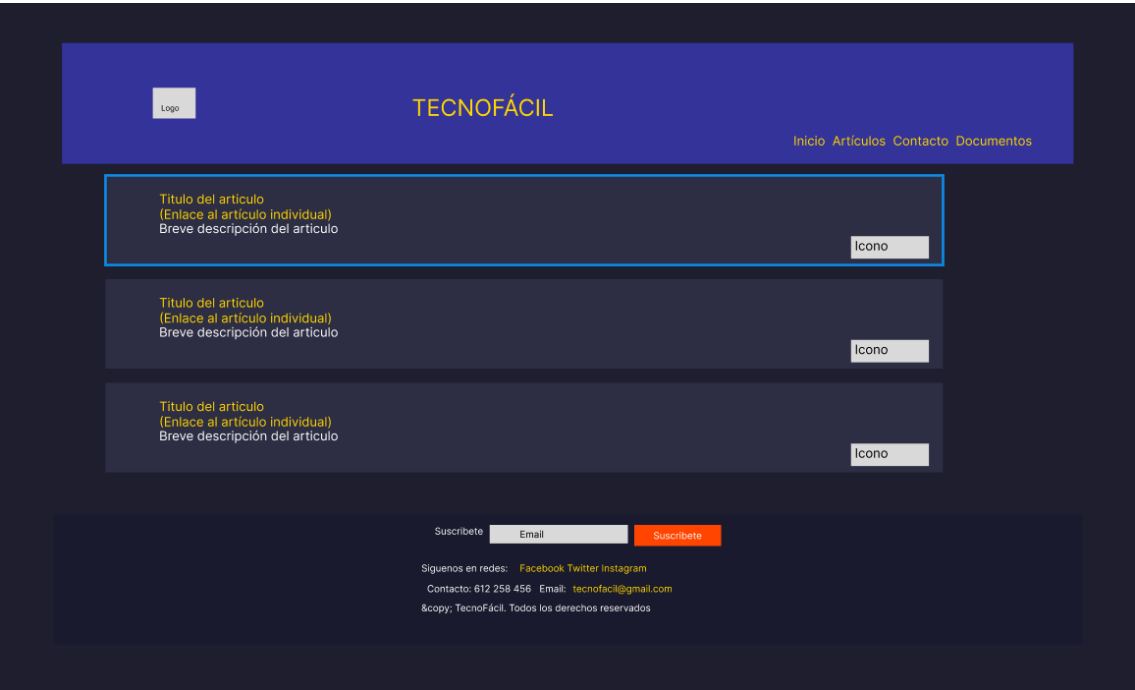 Logo
TECNOFÁCIL
Inicio Artículos Contacto Documentos
Titulo del articulo
(Enlace al artículo individual)
Breve descripción del articulo
Icono
Titulo del articulo
(Enlace al artículo individual)
Breve descripción del articulo
Icono
Titulo del articulo
(Enlace al artículo individual)
Breve descripción del articulo
Icono
Suscribete Email Suscribete
Siguenos en redes: Facebook Twitter Instagram
Contacto: 612 258 456 Email: tecnofacil@gmail.com
&copy; TecnoFácil. Todos los derechos reservados